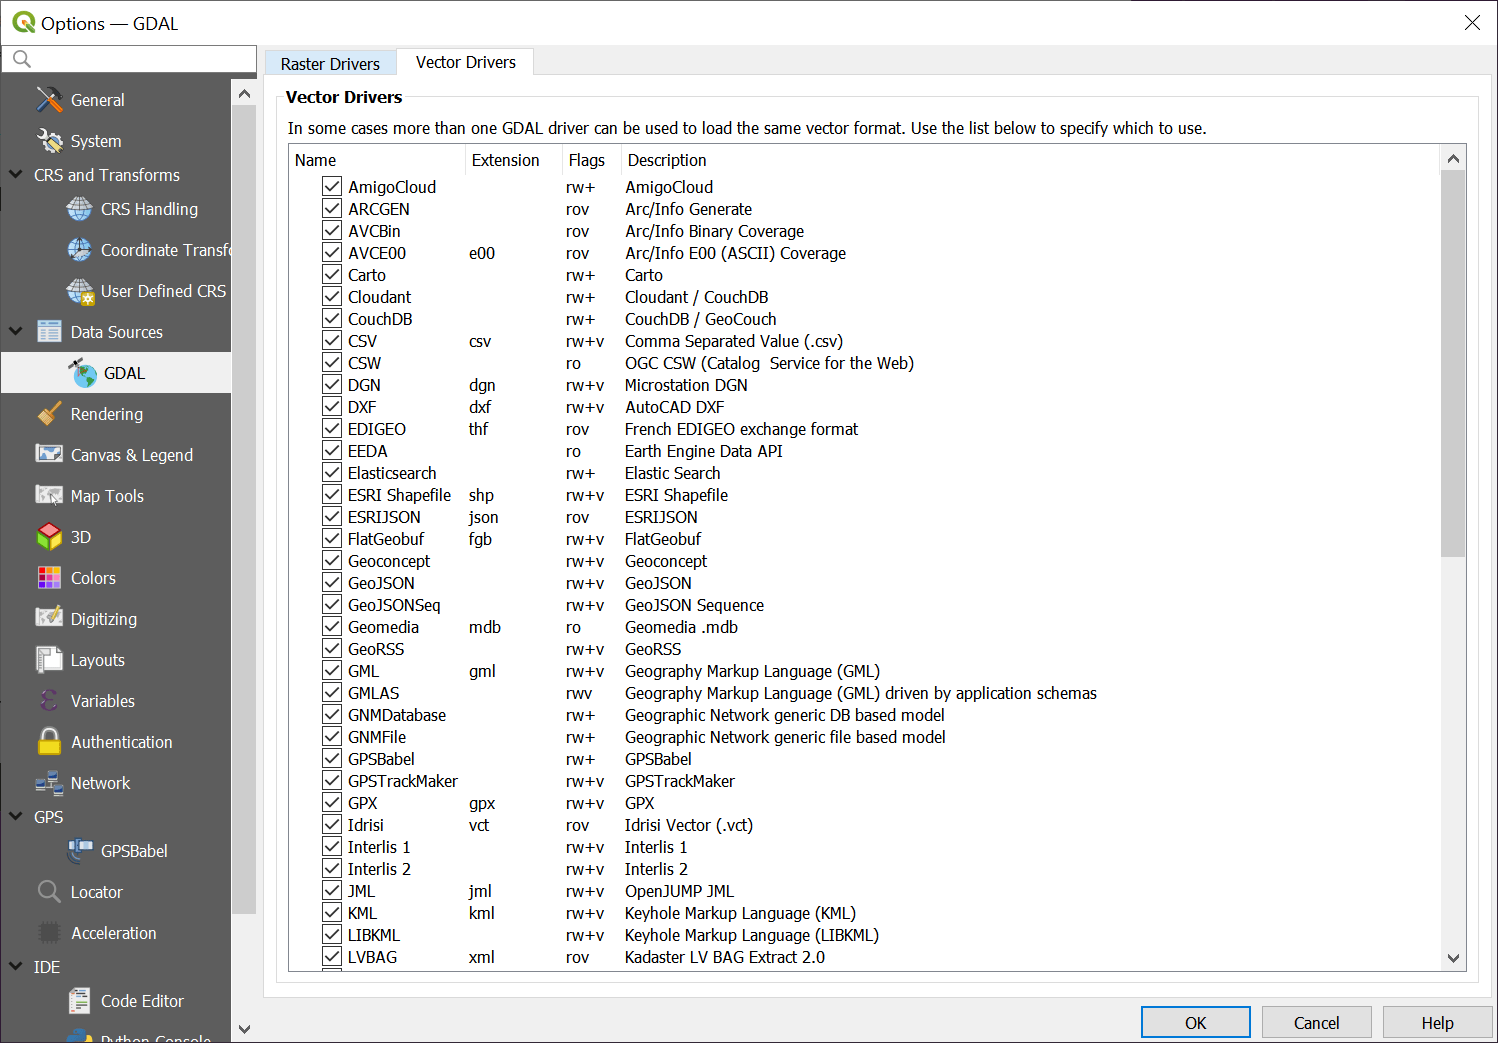 Options — GDAL
General
System
CRS and Transforms
CRS Handling
Coordinate Transfo
User Defined CRS
Data Sources
GDAL
Rendering
Canvas & Legend
Map Tools
3D
Colors
Digitizing
Layouts
Variables
Authentication
Network
GPS
GPSBabel
Locator
Acceleration
IDE
Code Editor
Python Console
Raster Drivers Vector Drivers
Vector Drivers
In some cases more than one GDAL driver can be used to load the same vector format. Use the list below to specify which to use.
Name Extension Flags Description
AmigoCloud rw+ AmigoCloud
ARCGEN rov Arc/Info Generate
AVCBin rov Arc/Info Binary Coverage
AVCE00 e00 rov Arc/Info E00 (ASCII) Coverage
Carto rw+ Carto
Cloudant rw+ Cloudant / CouchDB
CouchDB rw+ CouchDB / GeoCouch
CSV csv rw+v Comma Separated Value (.csv)
CSW ro OGC CSW (Catalog  Service for the Web)
DGN dgn rw+v Microstation DGN
DXF dxf rw+v AutoCAD DXF
EDIGEO thf rov French EDIGEO exchange format
EEDA ro Earth Engine Data API
Elasticsearch rw+ Elastic Search
ESRI Shapefile shp rw+v ESRI Shapefile
ESRIJSON json rov ESRIJSON
FlatGeobuf fgb rw+v FlatGeobuf
Geoconcept rw+v Geoconcept
GeoJSON rw+v GeoJSON
GeoJSONSeq rw+v GeoJSON Sequence
Geomedia mdb ro Geomedia .mdb
GeoRSS rw+v GeoRSS
GML gml rw+v Geography Markup Language (GML)
GMLAS rwv Geography Markup Language (GML) driven by application schemas
GNMDatabase rw+ Geographic Network generic DB based model
GNMFile rw+ Geographic Network generic file based model
GPSBabel rw+ GPSBabel
GPSTrackMaker rw+v GPSTrackMaker
GPX gpx rw+v GPX
Idrisi vct rov Idrisi Vector (.vct)
Interlis 1 rw+v Interlis 1
Interlis 2 rw+v Interlis 2
JML jml rw+v OpenJUMP JML
KML kml rw+v Keyhole Markup Language (KML)
LIBKML rw+v Keyhole Markup Language (LIBKML)
LVBAG xml rov Kadaster LV BAG Extract 2.0
OK Cancel Help